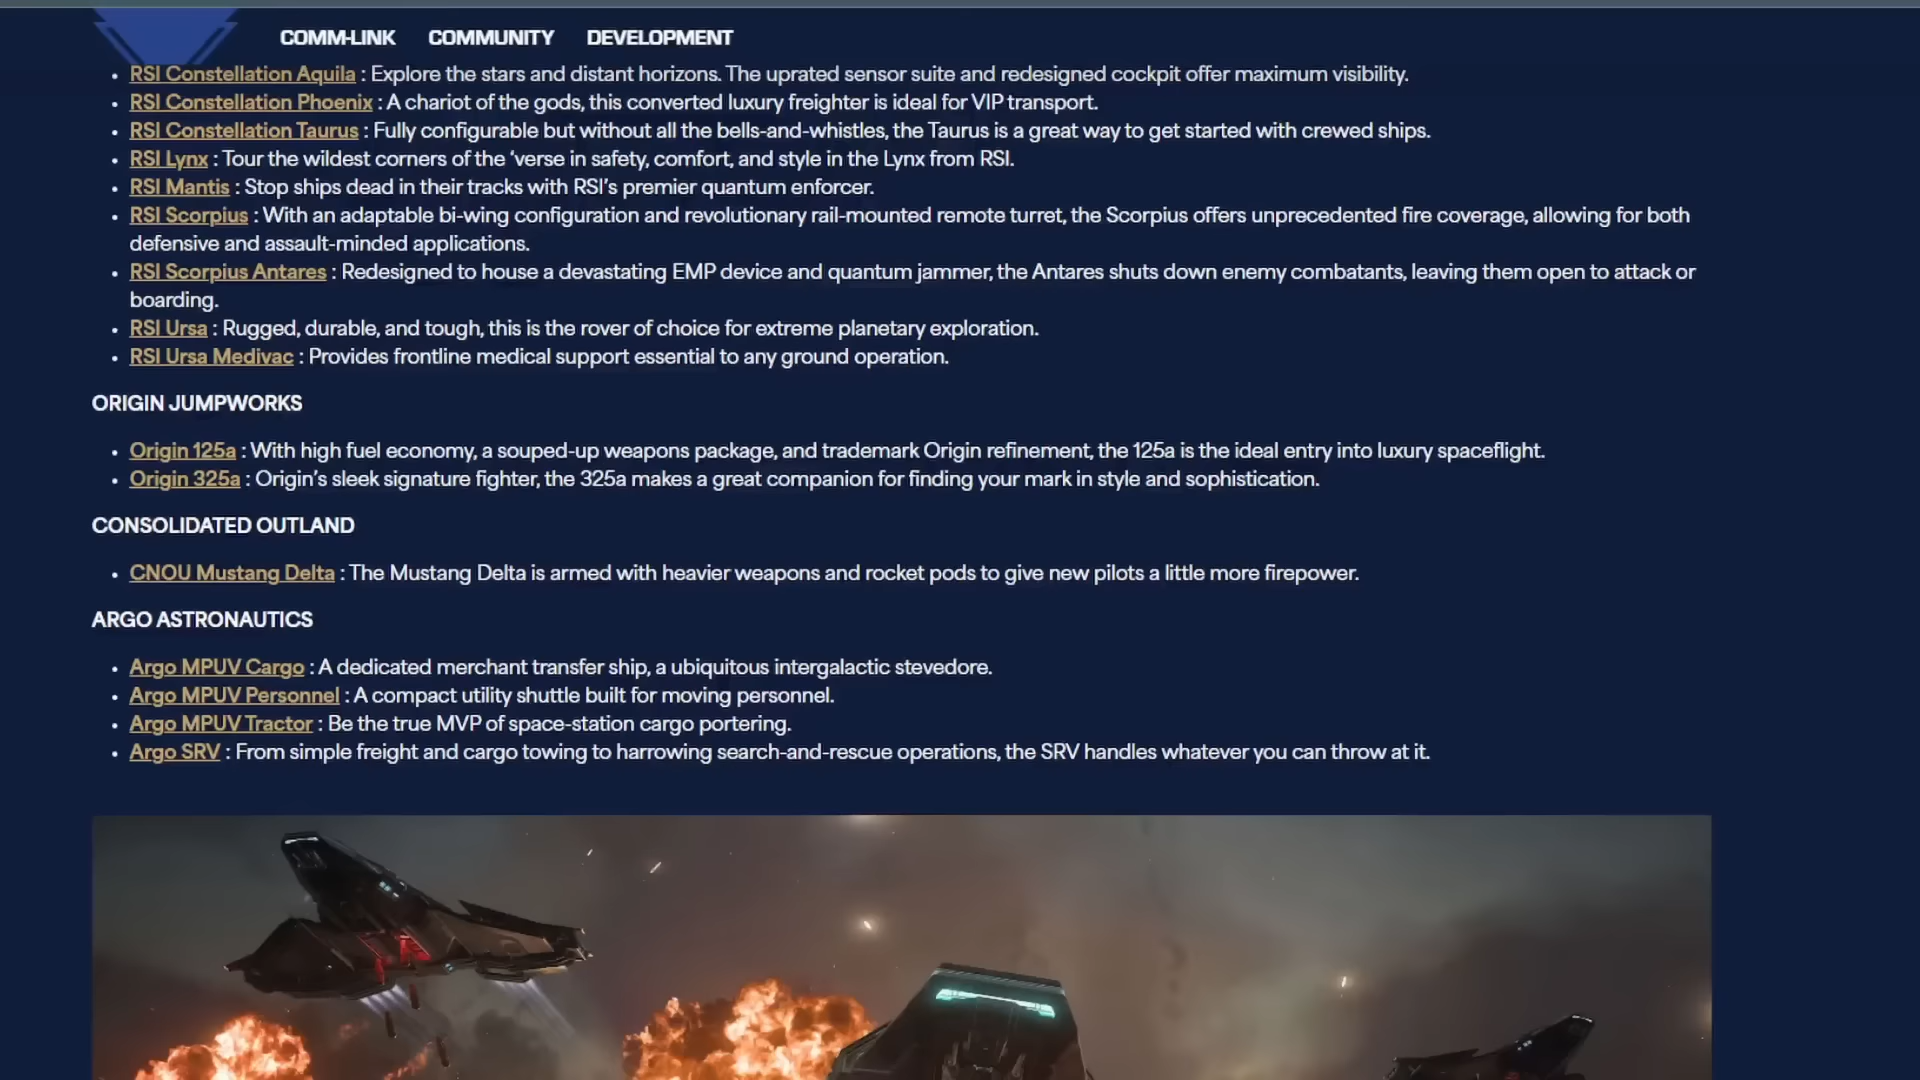 COMM-LINK COMMUNITY DEVELOPMENT
• RSI Constellation Aquila : Explore the stars and distant horizons. The uprated sensor suite and redesigned cockpit offer maximum visibility.
• RSI Constellation Phoenix : A chariot of the gods, this converted luxury freighter is ideal for VIP transport.
• RSI Constellation Taurus : Fully configurable but without all the bells-and-whistles, the Taurus is a great way to get started with crewed ships.
• RSI Lynx : Tour the wildest corners of the ‘verse in safety, comfort, and style in the Lynx from RSI.
• RSI Mantis : Stop ships dead in their tracks with RSI’s premier quantum enforcer.
• RSI Scorpius : With an adaptable bi-wing configuration and revolutionary rail-mounted remote turret, the Scorpius offers unprecedented fire coverage, allowing for both
defensive and assault-minded applications.
• RSI Scorpius Antares : Redesigned to house a devastating EMP device and quantum jammer, the Antares shuts down enemy combatants, leaving them open to attack or
boarding.
• RSI Ursa : Rugged, durable, and tough, this is the rover of choice for extreme planetary exploration.
• RSI Ursa Medivac : Provides frontline medical support essential to any ground operation.
ORIGIN JUMPWORKS
• Origin 125a : With high fuel economy, a souped-up weapons package, and trademark Origin refinement, the 125a is the ideal entry into luxury spaceflight.
• Origin 325a : Origin’s sleek signature fighter, the 325a makes a great companion for finding your mark in style and sophistication.
CONSOLIDATED OUTLAND
• CNOU Mustang Delta : The Mustang Delta is armed with heavier weapons and rocket pods to give new pilots a little more firepower.
ARGO ASTRONAUTICS
• Argo MPUV Cargo : A dedicated merchant transfer ship, a ubiquitous intergalactic stevedore.
• Argo MPUV Personnel : A compact utility shuttle built for moving personnel.
• Argo MPUV Tractor : Be the true MVP of space-station cargo portering.
• Argo SRV : From simple freight and cargo towing to harrowing search-and-rescue operations, the SRV handles whatever you can throw at it.